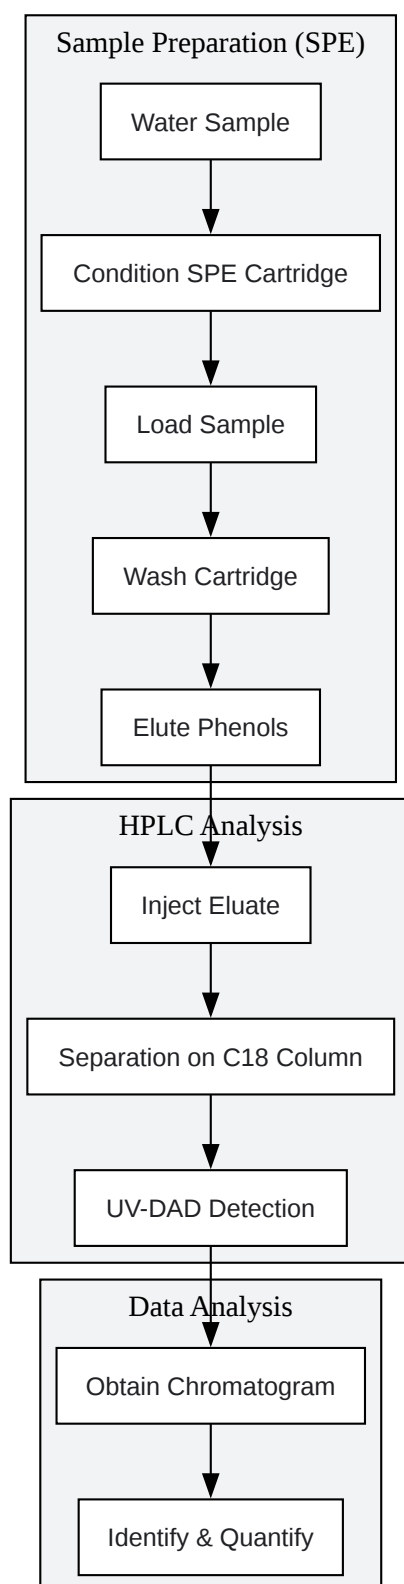 Sample Preparation (SPE)
Water Sample
Condition SPE Cartridge
Load Sample
Wash Cartridge
Elute Phenols
HPLC Analysis
Inject Eluate
Separation on C18 Column
UV-DAD Detection
Data Analysis
Obtain Chromatogram
Identify & Quantify